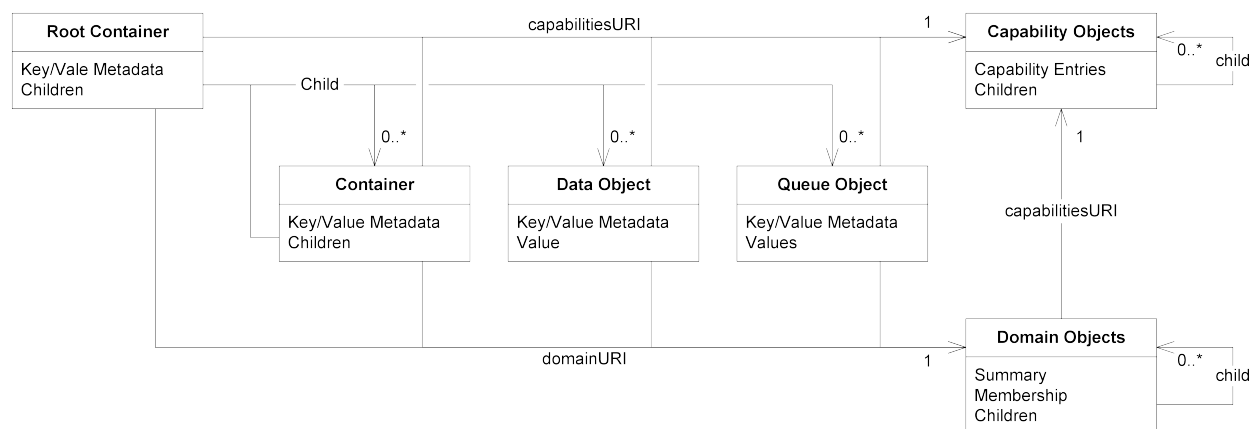 Root Container
Key/Vale Metadata
Children
capabilitiesURI
1
Capability Objects
Capability Entries
Children
0..*
child
Child
0..*
0..*
0..*
Container
Key/Value Metadata
Children
Data Object
Key/Value Metadata
Value
Queue Object
Key/Value Metadata
Values
1
capabilitiesURI
domainURI
1
Domain Objects
Summary
Membership
Children
0..*
child